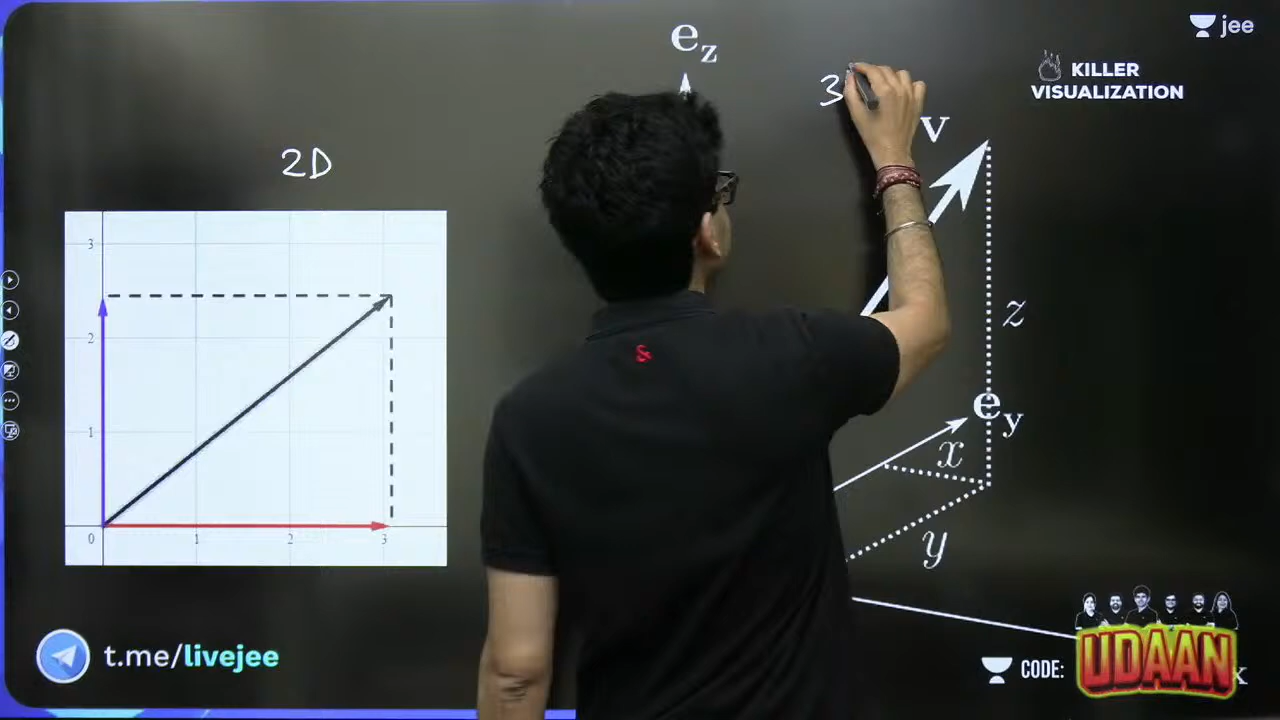 jee
KILLER
VISUALIZATION
e_z
3
v
2D
3
2
1
0
1
2
3
z
e_y
x
y
t.me/livejee
CODE:
UDAAN
x
&